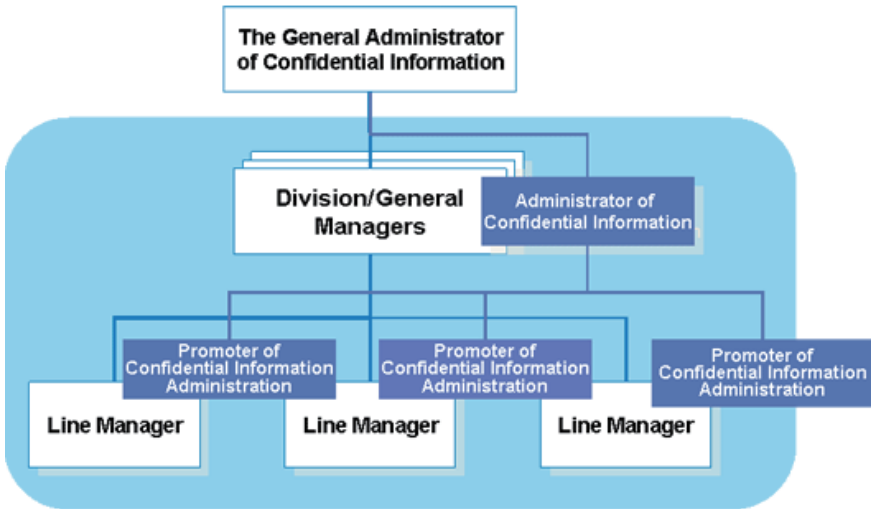 The General Administrator
of Confidential Information
Division/General
Managers
Administrator of
Confidential Information
Promoter of
Confidential Information
Administration
Promoter of
Confidential Information
Administration
Promoter of
Confidential Information
Administration
Line Manager
Line Manager
Line Manager